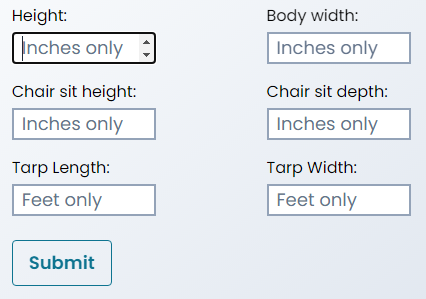 Height: Body width:
Inches only Inches only
Chair sit height: Chair sit depth:
Inches only Inches only
Tarp Length: Tarp Width:
Feet only Feet only
Submit